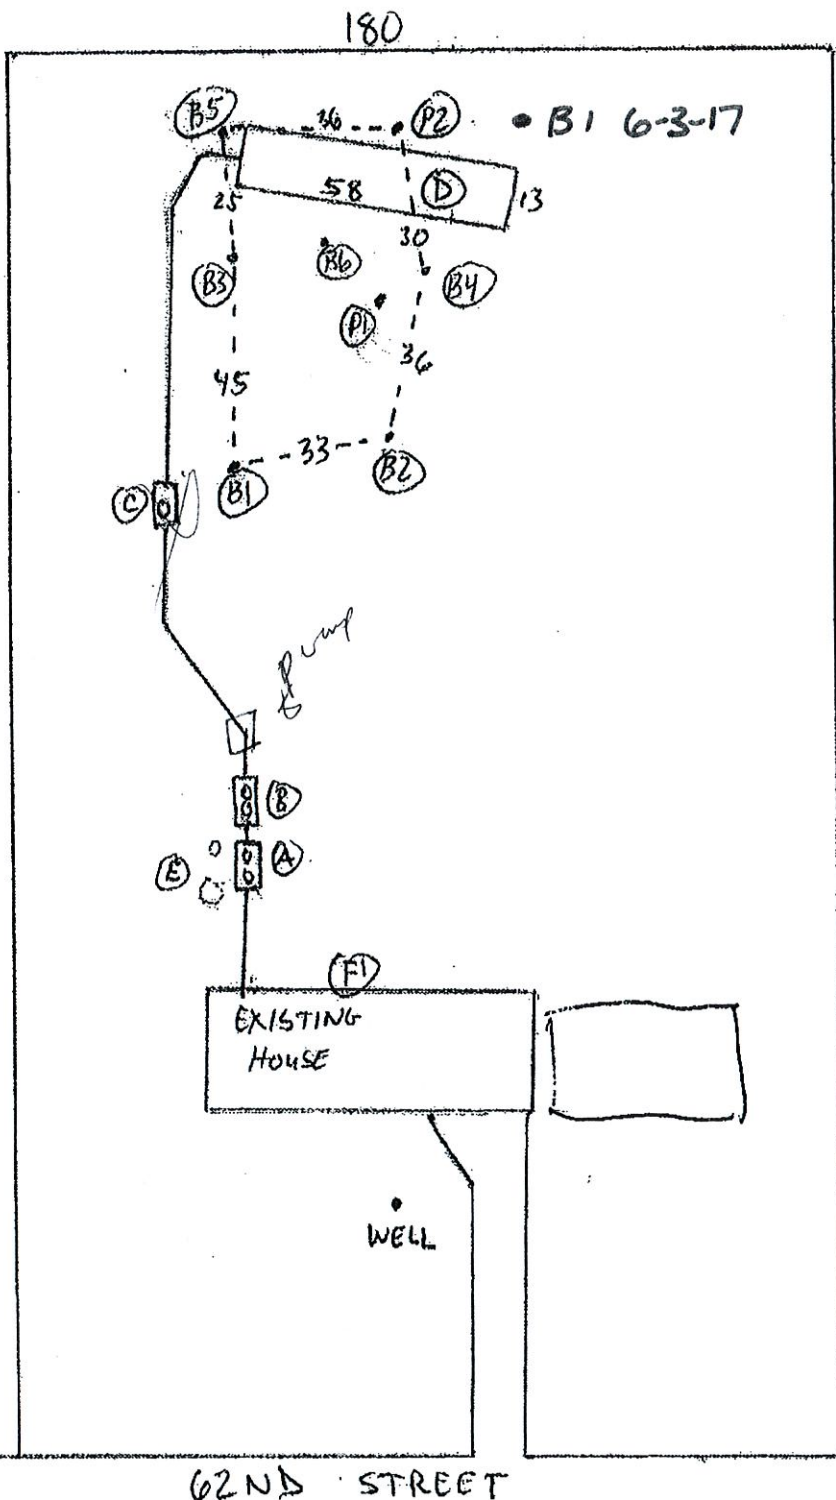 180
B5
36
P2
B1 6-3-17
58
D
13
25
30
B6
B3
B4
P1
36
45
33
B1
B2
C
Pump
B
A
E
F1
EXISTING
HOUSE
WELL
62ND STREET